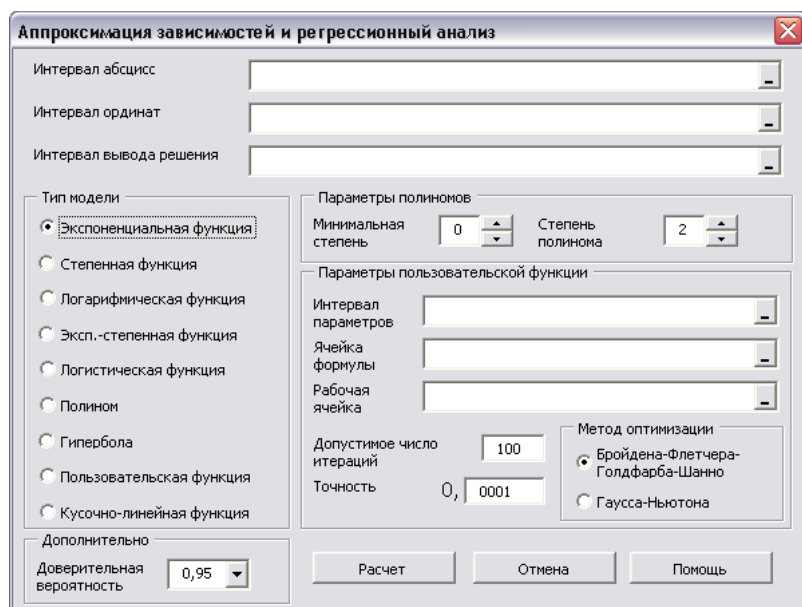 Аппроксимация зависимостей и регрессионный анализ
Интервал абсцисс
Интервал ординат
Интервал вывода решения
Тип модели
Экспоненциальная функция
Степенная функция
Логарифмическая функция
Эксп.-степенная функция
Логистическая функция
Полином
Гипербола
Пользовательская функция
Кусочно-линейная функция
Дополнительно
Доверительная
вероятность
0,95
Параметры полиномов
Минимальная
степень
0
Степень
полинома
2
Параметры пользовательской функции
Интервал
параметров
Ячейка
формулы
Рабочая
ячейка
Допустимое число
итераций
100
Точность
0, 0001
Метод оптимизации
Бройдена-Флетчера-
Голдфарба-Шанно
Гаусса-Ньютона
Расчет
Отмена
Помощь